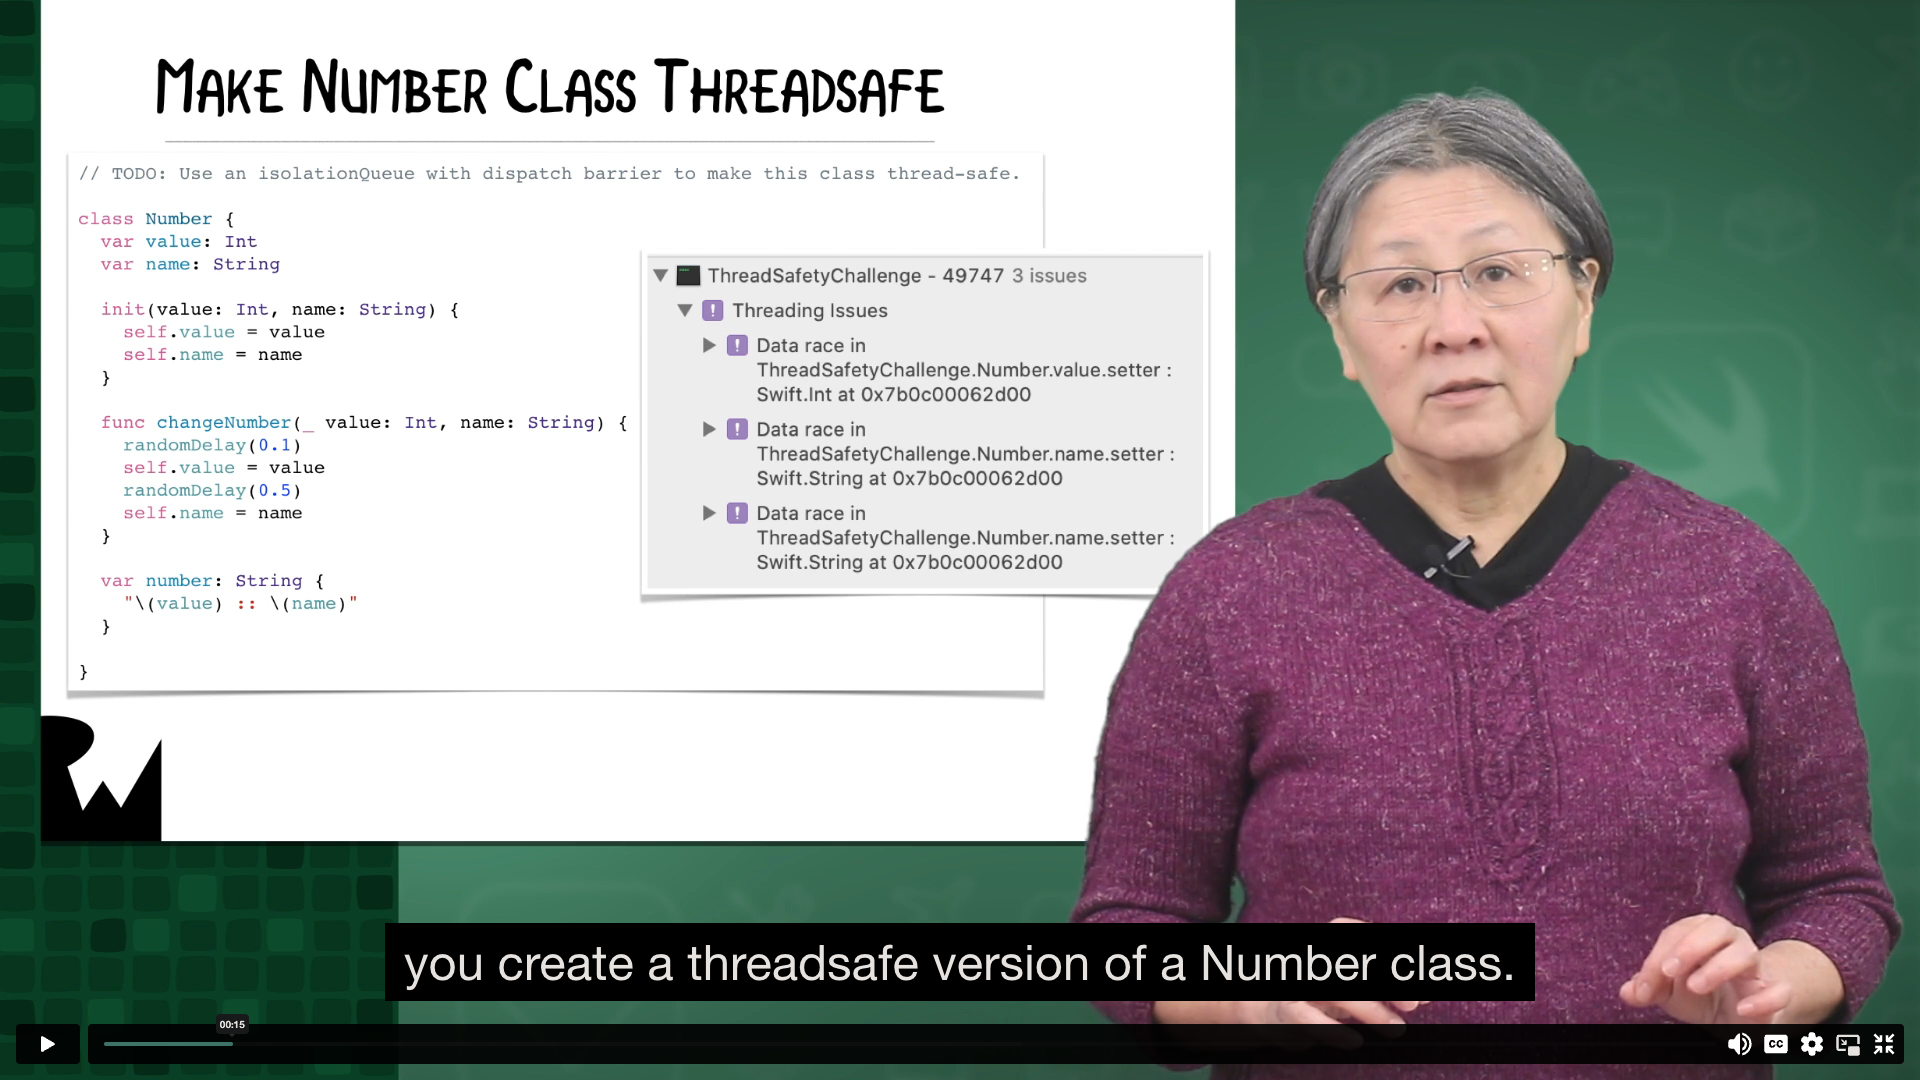 MAKE NUMBER CLASS THREADSAFE
// TODO: Use an isolationQueue with dispatch barrier to make this class thread-safe.
class Number {
var value: Int
var name: String
init(value: Int, name: String) {
self.value = value
self.name = name
}
func changeNumber(_ value: Int, name: String) {
randomDelay(0.1)
self.value = value
randomDelay(0.5)
self.name = name
}
var number: String {
"\(value) :: \(name)"
}
}
ThreadSafetyChallenge - 49747 3 issues
Threading Issues
Data race in
ThreadSafetyChallenge.Number.value.setter :
Swift.Int at 0x7b0c00062d00
Data race in
ThreadSafetyChallenge.Number.name.setter :
Swift.String at 0x7b0c00062d00
Data race in
ThreadSafetyChallenge.Number.name.setter :
Swift.String at 0x7b0c00062d00
you create a threadsafe version of a Number class.
00:15
CC